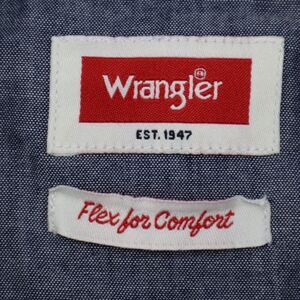 Wrangler®
EST. 1947
Flex for Comfort